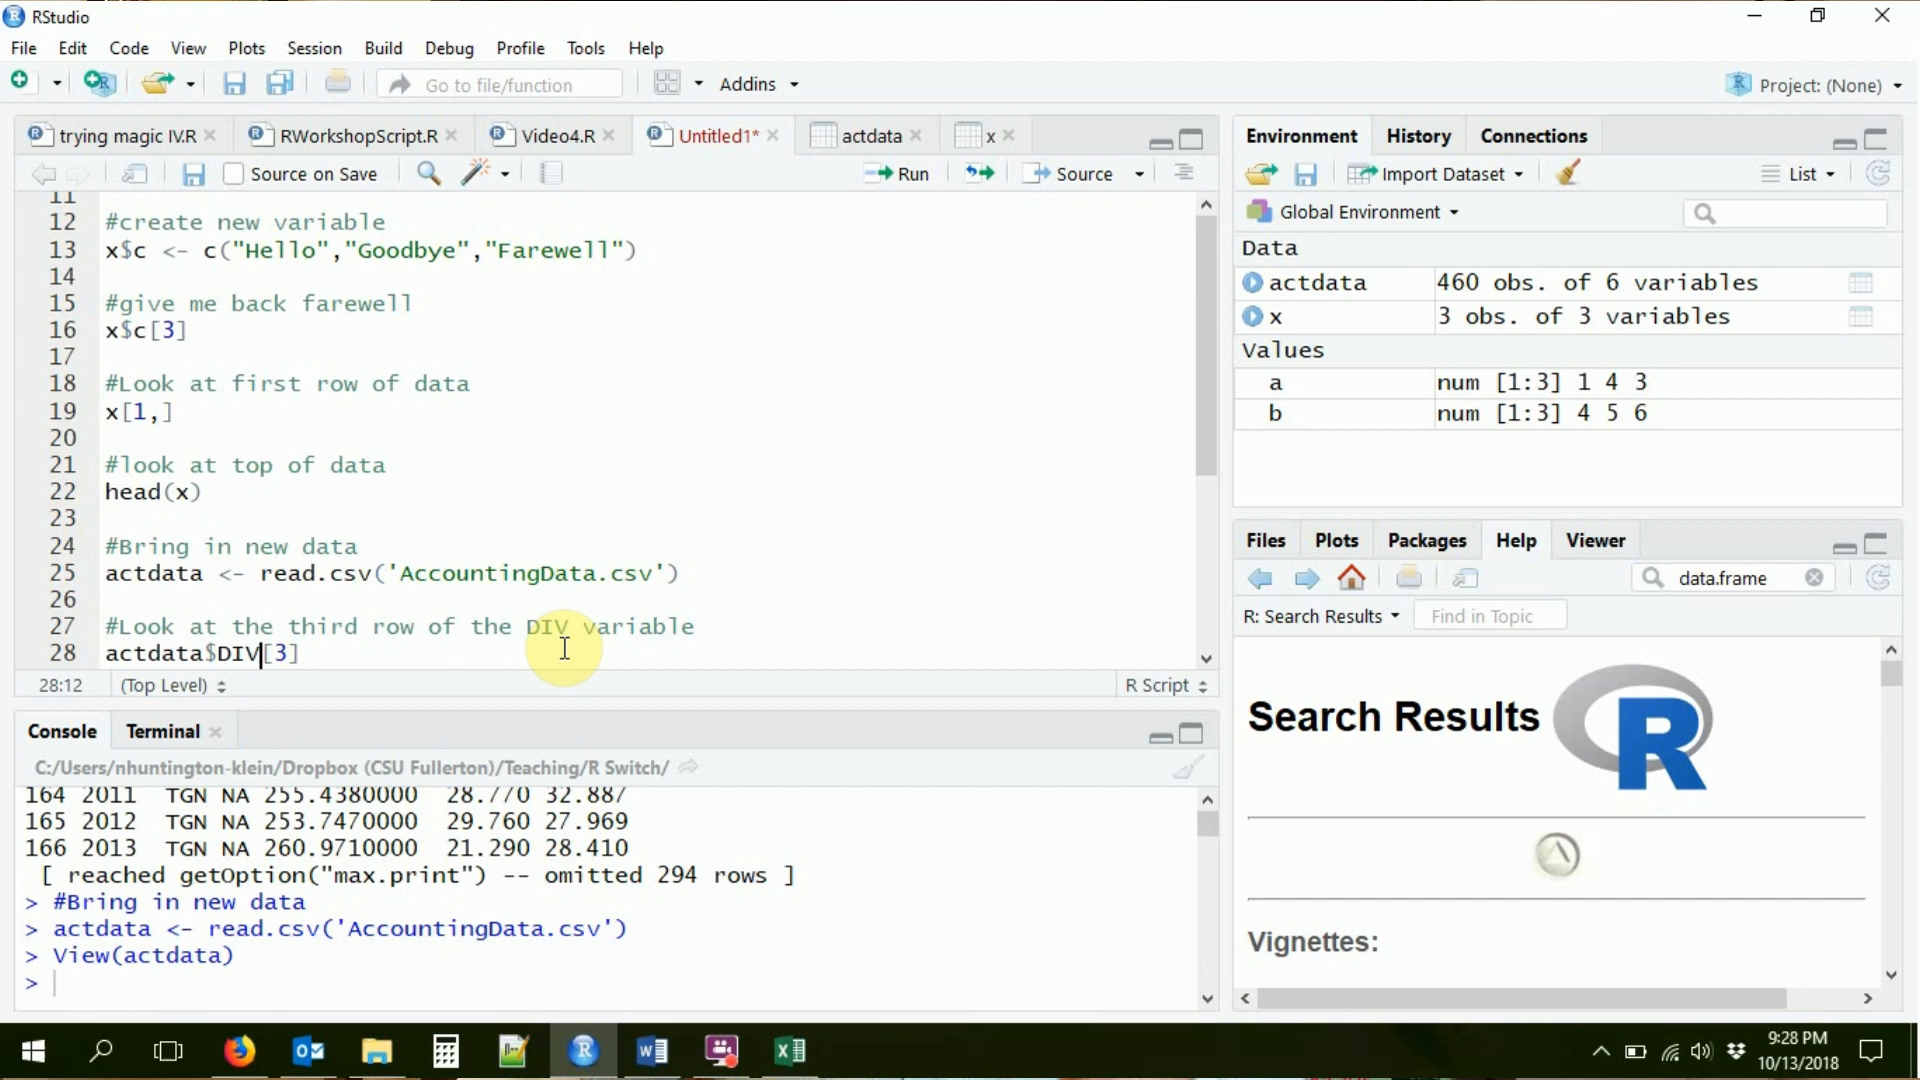 RStudio
File Edit Code View Plots Session Build Debug Profile Tools Help
Go to file/function Addins Project: (None)
trying magic IV.R RWorkshopScript.R Video4.R Untitled1* actdata x
Source on Save Run Source
11
12 #create new variable
13 x$c <- c("Hello","Goodbye","Farewell")
14
15 #give me back farewell
16 x$c[3]
17
18 #Look at first row of data
19 x[1,]
20
21 #look at top of data
22 head(x)
23
24 #Bring in new data
25 actdata <- read.csv('AccountingData.csv')
26
27 #Look at the third row of the DIV variable
28 actdata$DIV[3]
28:12 (Top Level) R Script
Console Terminal
C:/Users/nhuntington-klein/Dropbox (CSU Fullerton)/Teaching/R Switch/
164 2011 TGN NA 255.4380000 28.770 32.887
165 2012 TGN NA 253.7470000 29.760 27.969
166 2013 TGN NA 260.9710000 21.290 28.410
[ reached getOption("max.print") -- omitted 294 rows ]
> #Bring in new data
> actdata <- read.csv('AccountingData.csv')
> View(actdata)
>
Environment History Connections
Import Dataset List
Global Environment
Data
actdata 460 obs. of 6 variables
x 3 obs. of 3 variables
Values
a num [1:3] 1 4 3
b num [1:3] 4 5 6
Files Plots Packages Help Viewer
data.frame
R: Search Results Find in Topic
Search Results R
Vignettes:
9:28 PM
10/13/2018